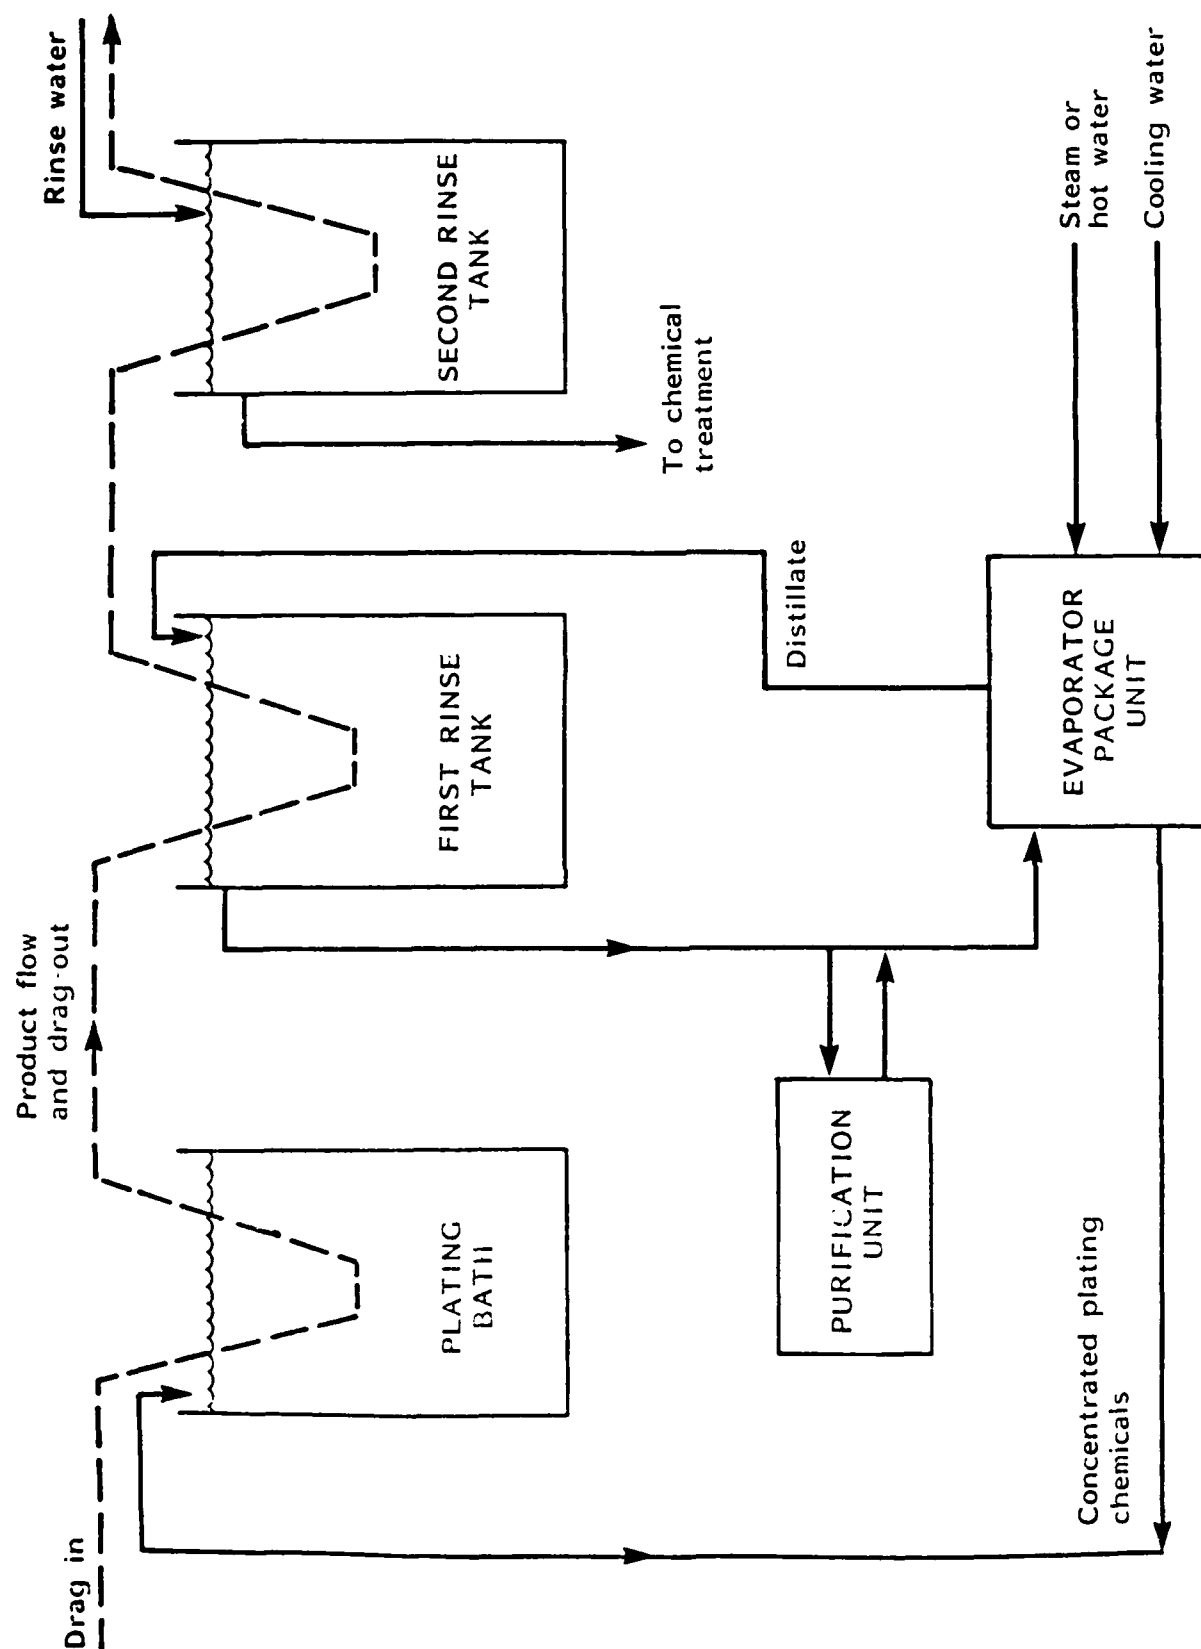 Drag in
Product flow
and drag-out
Rinse water
PLATING
BATH
FIRST RINSE
TANK
SECOND RINSE
TANK
To chemical
treatment
Distillate
PURIFICATION
UNIT
Steam or
hot water
Cooling water
EVAPORATOR
PACKAGE
UNIT
Concentrated plating
chemicals